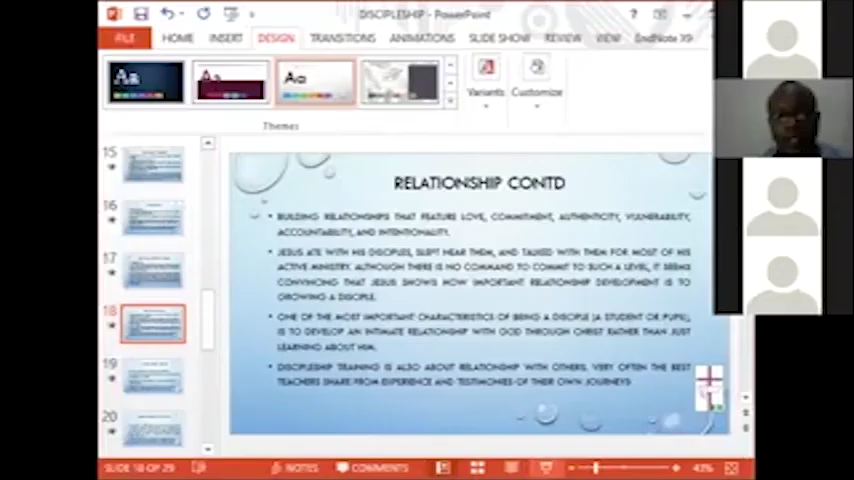 DISCIPLESHIP - PowerPoint
FILE HOME INSERT DESIGN TRANSITIONS ANIMATIONS SLIDE SHOW REVIEW VIEW EndNote X9
Aa Aa Aa
Variants Customize
Themes
15
16
17
18
19
20
RELATIONSHIP CONTD
• BUILDING RELATIONSHIPS THAT FEATURE LOVE, COMMITMENT, AUTHENTICITY, VULNERABILITY,
ACCOUNTABILITY, AND INTENTIONALITY.
• JESUS ATE WITH HIS DISCIPLES, SLEPT NEAR THEM, AND TALKED WITH THEM FOR MOST OF HIS
ACTIVE MINISTRY. ALTHOUGH THERE IS NO COMMAND TO COMMIT TO SUCH A LEVEL, IT SEEMS
CONVINCING THAT JESUS SHOWS HOW IMPORTANT RELATIONSHIP DEVELOPMENT IS TO
GROWING A DISCIPLE.
• ONE OF THE MOST IMPORTANT CHARACTERISTICS OF BEING A DISCIPLE (A STUDENT OR PUPIL),
IS TO DEVELOP AN INTIMATE RELATIONSHIP WITH GOD THROUGH CHRIST RATHER THAN JUST
LEARNING ABOUT HIM.
• DISCIPLESHIP TRAINING IS ALSO ABOUT RELATIONSHIP WITH OTHERS. VERY OFTEN THE BEST
TEACHERS SHARE FROM EXPERIENCE AND TESTIMONIES OF THEIR OWN JOURNEYS
SLIDE 18 OF 29 NOTES COMMENTS 43%